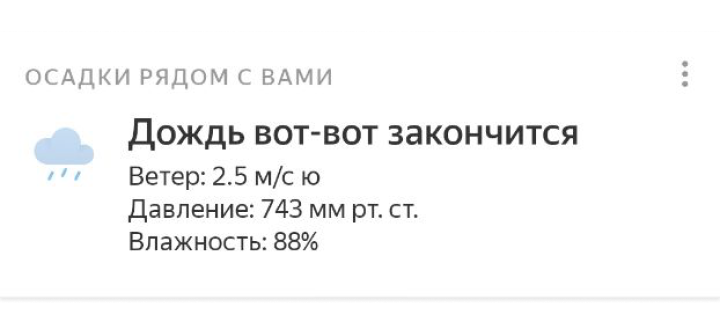 ОСАДКИ РЯДОМ С ВАМИ
Дождь вот-вот закончится
Ветер: 2.5 м/с ю
Давление: 743 мм рт. ст.
Влажность: 88%